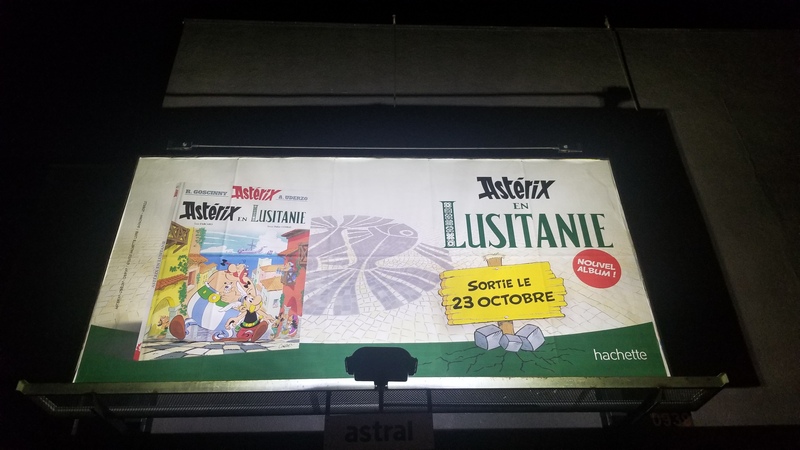 R. GOSCINNY Astérix A. UDERZO
Astérix EN LUSITANIE
Astérix
EN
LUSITANIE
NOUVEL
ALBUM !
SORTIE LE
23 OCTOBRE
hachette
astral